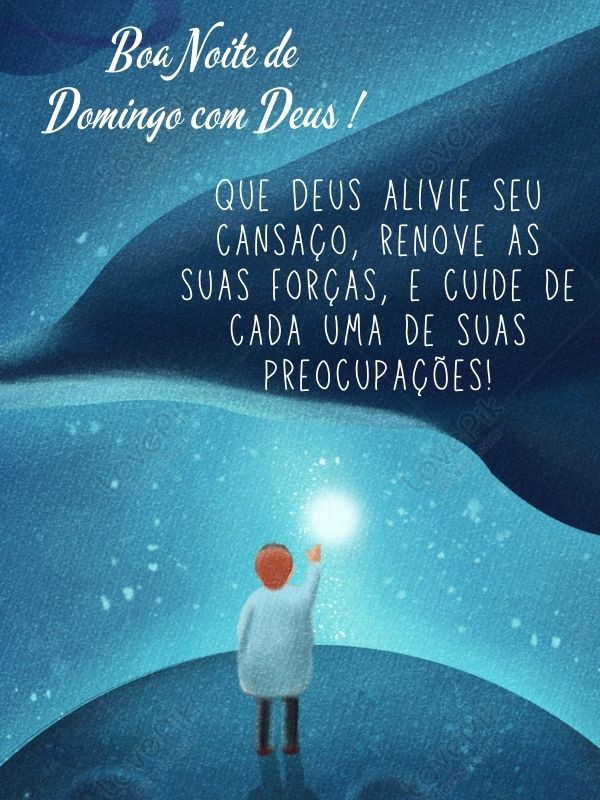 Boa Noite de
Domingo com Deus !
QUE DEUS ALIVIE SEU
CANSAÇO, RENOVE AS
SUAS FORÇAS, E CUIDE DE
CADA UMA DE SUAS
PREOCUPAÇÕES!